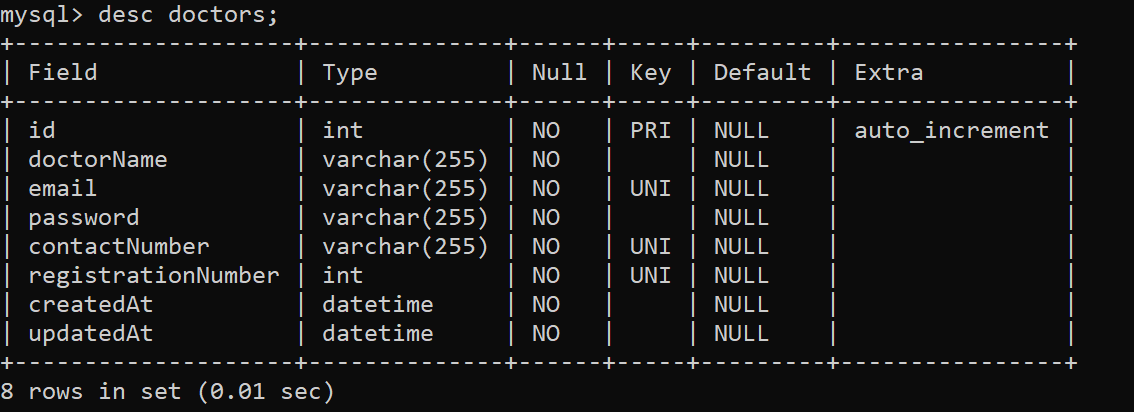 mysql> desc doctors;
+--------------------+--------------+------+-----+---------+----------------+
| Field              | Type         | Null | Key | Default | Extra          |
+--------------------+--------------+------+-----+---------+----------------+
| id                 | int          | NO   | PRI | NULL    | auto_increment |
| doctorName         | varchar(255) | NO   |     | NULL    |                |
| email              | varchar(255) | NO   | UNI | NULL    |                |
| password           | varchar(255) | NO   |     | NULL    |                |
| contactNumber      | varchar(255) | NO   | UNI | NULL    |                |
| registrationNumber | int          | NO   | UNI | NULL    |                |
| createdAt          | datetime     | NO   |     | NULL    |                |
| updatedAt          | datetime     | NO   |     | NULL    |                |
+--------------------+--------------+------+-----+---------+----------------+
8 rows in set (0.01 sec)